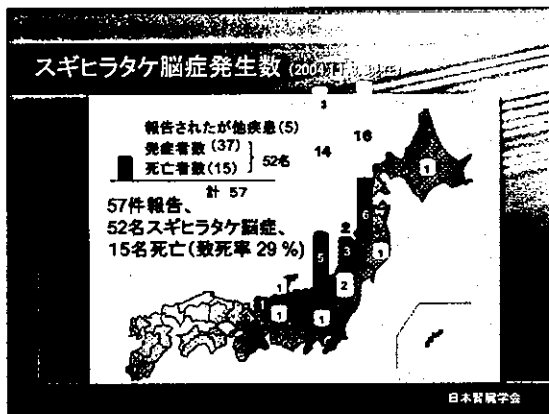 スギヒラタケ脳症発生数 (2004.1
3
報告されたが他疾患(5)
発症者数(37)
死亡者数(15)
52名
計 57
14
16
57件報告、
52名スギヒラタケ脳症、
15名死亡(致死率 29 %)
1
6
2
5
3
1
1
2
1
1
1
日本腎臓学会